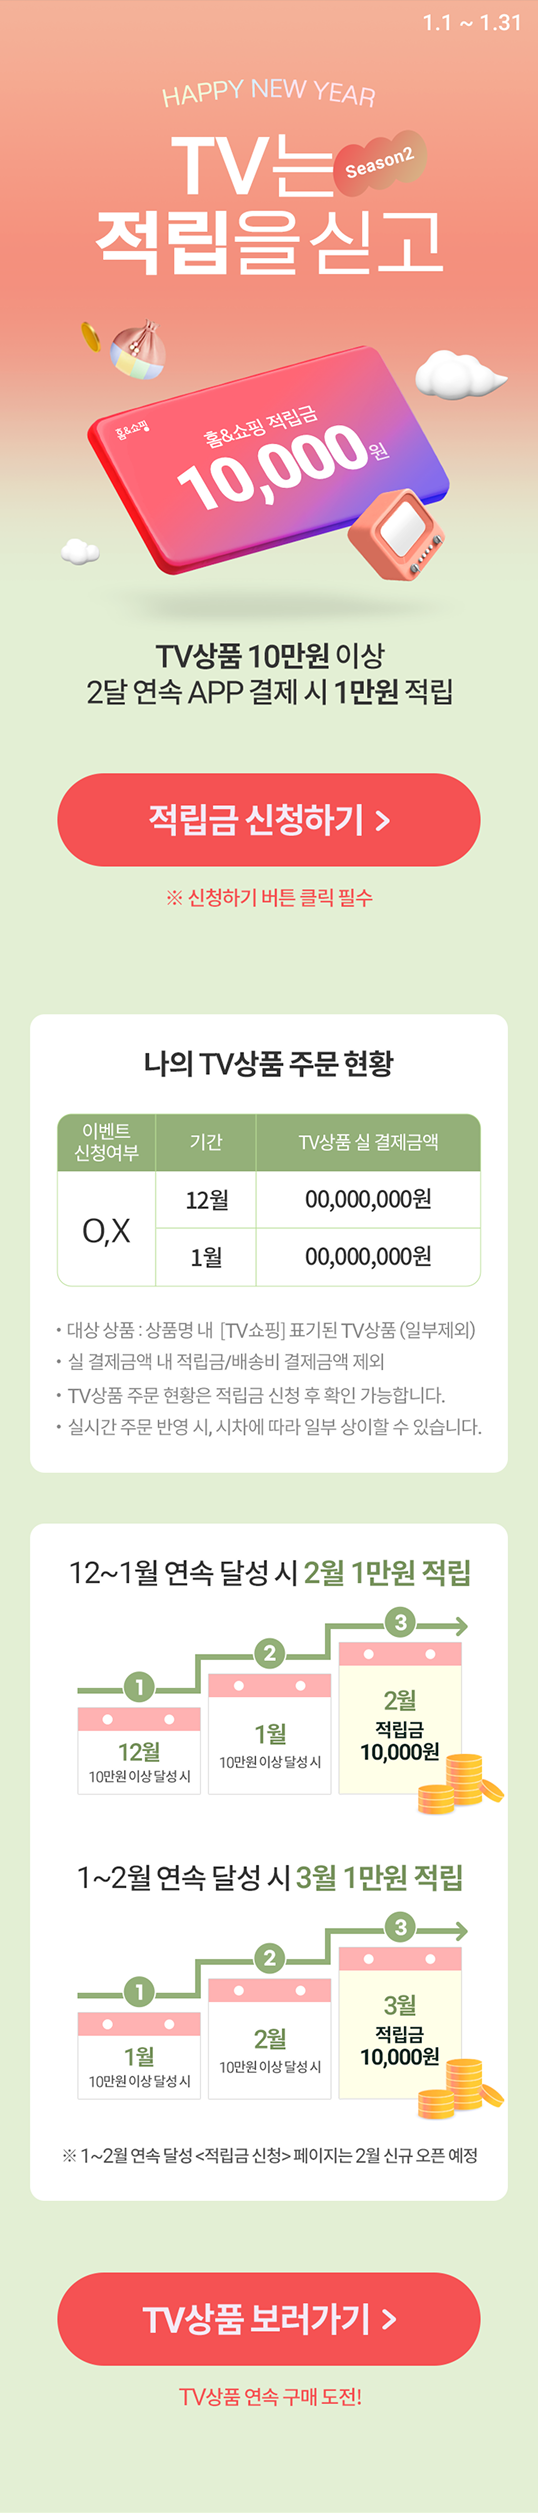 1.1 ~ 1.31
HAPPY NEW YEAR
TV는
Season2
적립을 싣고
홈&쇼핑
홈&쇼핑 적립금
10,000원
TV상품 10만원 이상
2달 연속 APP 결제 시 1만원 적립
적립금 신청하기 >
※ 신청하기 버튼 클릭 필수
나의 TV상품 주문 현황
이벤트
신청여부
기간
TV상품 실 결제금액
O,X
12월
00,000,000원
1월
00,000,000원
• 대상 상품 : 상품명 내 [TV쇼핑] 표기된 TV상품 (일부제외)
• 실 결제금액 내 적립금/배송비 결제금액 제외
• TV상품 주문 현황은 적립금 신청 후 확인 가능합니다.
• 실시간 주문 반영 시, 시차에 따라 일부 상이할 수 있습니다.
12~1월 연속 달성 시 2월 1만원 적립
1
12월
10만원 이상 달성 시
2
1월
10만원 이상 달성 시
3
2월
적립금
10,000원
1~2월 연속 달성 시 3월 1만원 적립
1
1월
10만원 이상 달성 시
2
2월
10만원 이상 달성 시
3
3월
적립금
10,000원
※ 1~2월 연속 달성 <적립금 신청> 페이지는 2월 신규 오픈 예정
TV상품 보러가기 >
TV상품 연속 구매 도전!